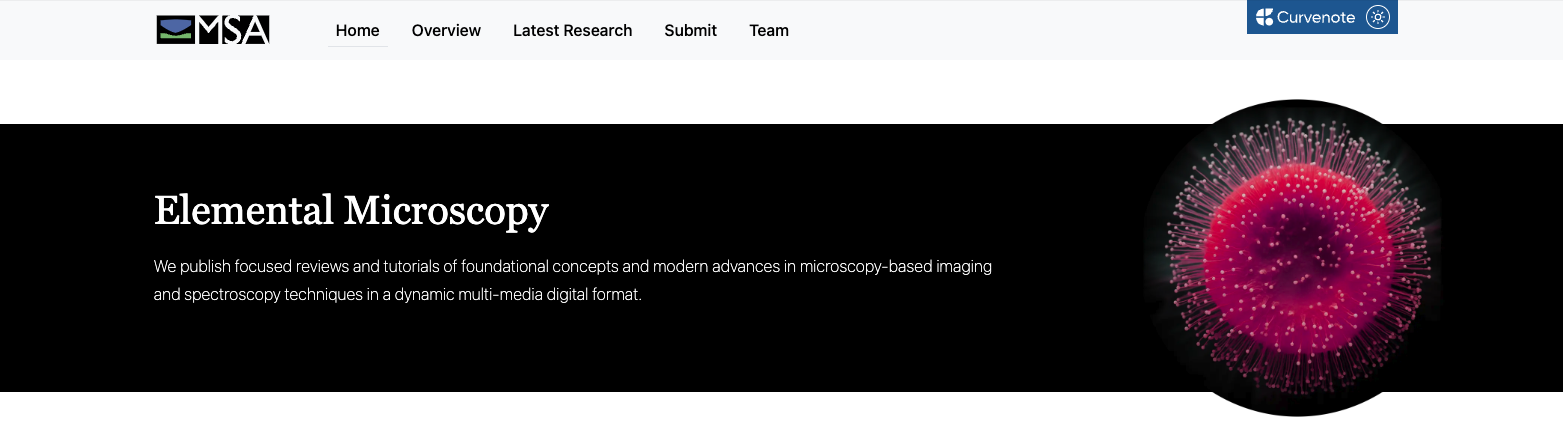 MSA
Home
Overview
Latest Research
Submit
Team
Curvenote
Elemental Microscopy
We publish focused reviews and tutorials of foundational concepts and modern advances in microscopy-based imaging
and spectroscopy techniques in a dynamic multi-media digital format.